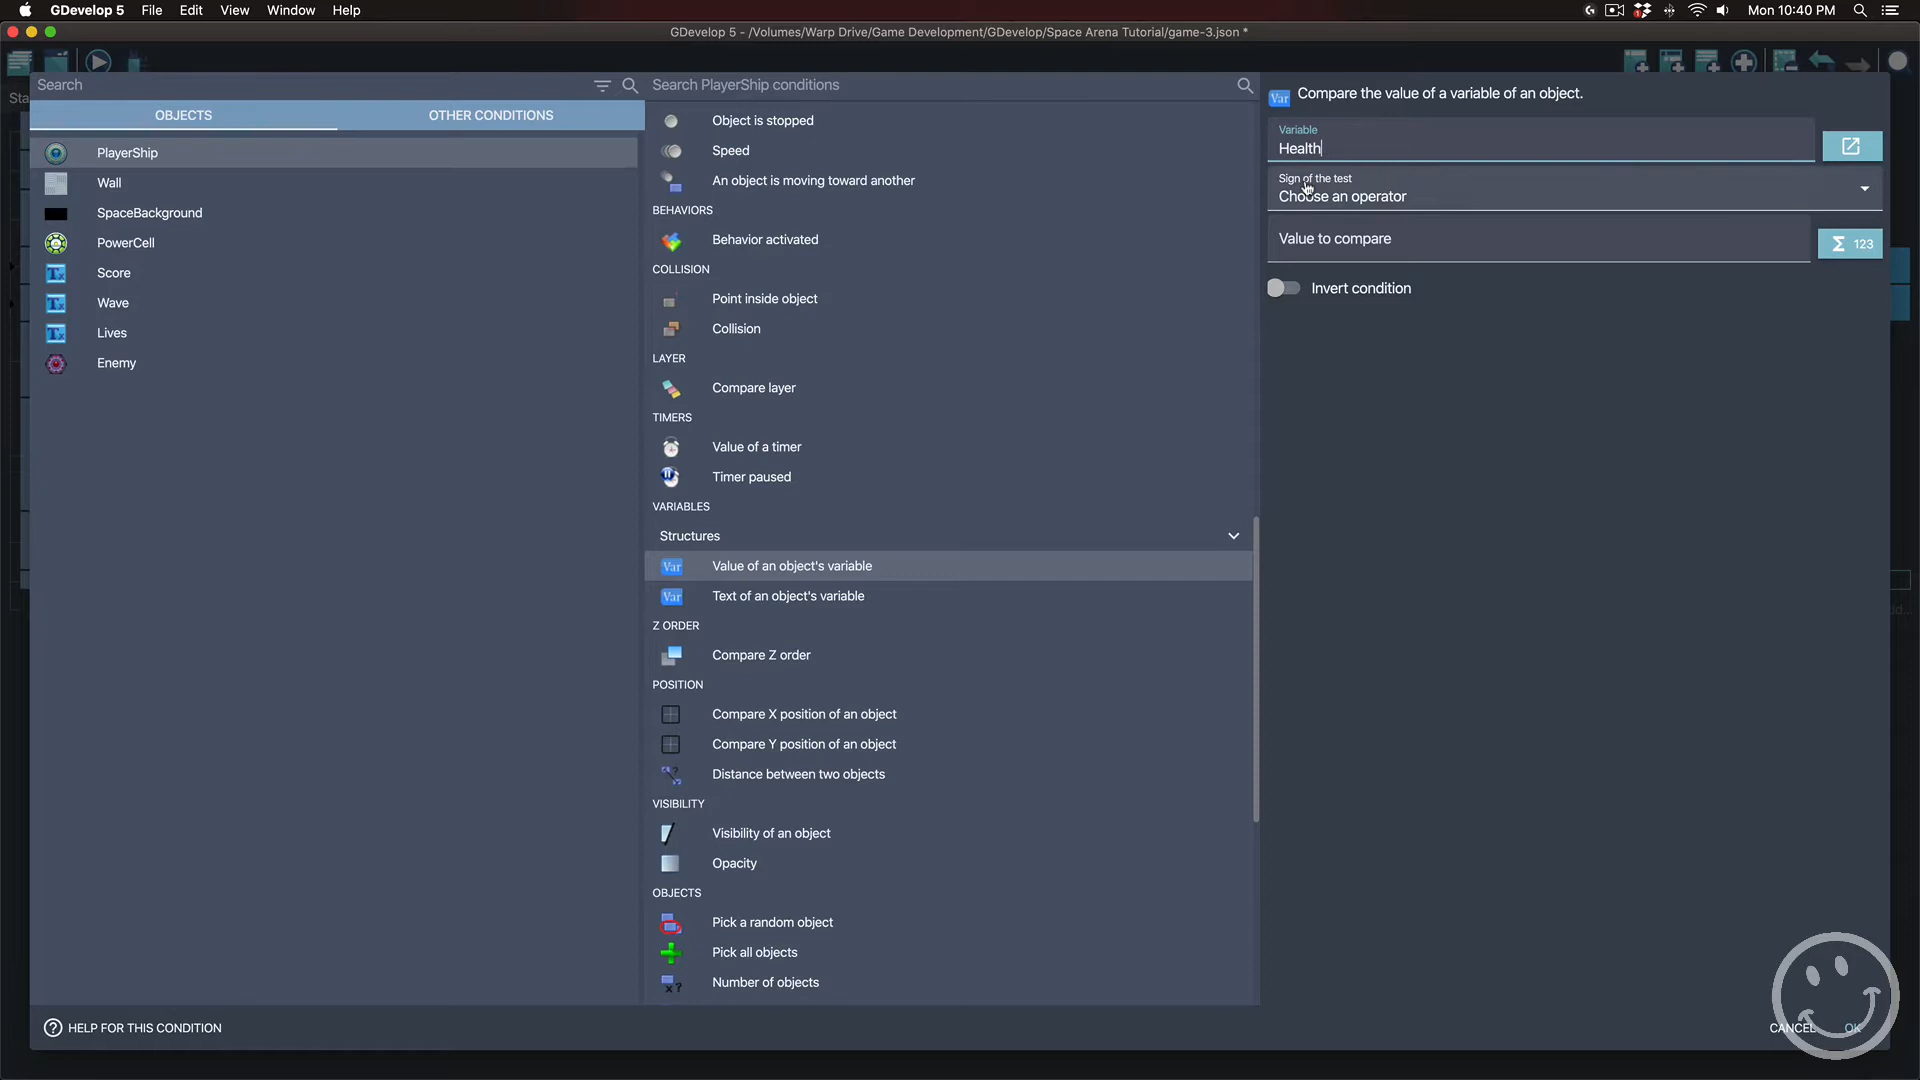 GDevelop 5 File Edit View Window Help Mon 10:40 PM
GDevelop 5 - /Volumes/Warp Drive/Game Development/GDevelop/Space Arena Tutorial/game-3.json *
Sta
Search
OBJECTS OTHER CONDITIONS
PlayerShip
Wall
SpaceBackground
PowerCell
Tx Score
Tx Wave
Tx Lives
Enemy
Search PlayerShip conditions
Object is stopped
Speed
An object is moving toward another
BEHAVIORS
Behavior activated
COLLISION
Point inside object
Collision
LAYER
Compare layer
TIMERS
Value of a timer
Timer paused
VARIABLES
Structures
Var Value of an object's variable
Var Text of an object's variable
Z ORDER
Compare Z order
POSITION
Compare X position of an object
Compare Y position of an object
Distance between two objects
VISIBILITY
Visibility of an object
Opacity
OBJECTS
Pick a random object
Pick all objects
x? Number of objects
Var Compare the value of a variable of an object.
Variable
Health
Sign of the test
Choose an operator
Value to compare
Σ 123
Invert condition
? HELP FOR THIS CONDITION
CANCEL OK